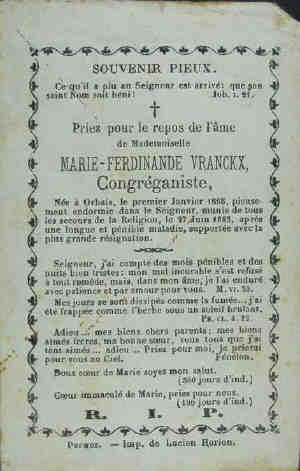 SOUVENIR PIEUX.
Ce qu'il a plu au Seigneur est arrivé: que son
saint Nom soit béni! Job. I. 21.
†
Priez pour le repos de l'âme
de Mademoiselle
MARIE-FERDINANDE VRANCKX,
Congréganiste,
Née à Orbais, le premier Janvier 1868, pieuse-
ment endormie dans le Seigneur, munie de tous
les secours de la Religion, le 27 Juin 1885, après
une longue et pénible maladie, supportée avec la
plus grande résignation.
Seigneur, j'ai compté des mois pénibles et des
nuits bien tristes: mon mal incurable s'est refusé
à tout remède, mais, dans mon âme, je l'ai enduré
avec patience et par amour pour vous.
Mes jours se sont dissipés comme la fumée... j'ai
été frappée comme l'herbe sous un soleil brûlant.
Ps. CI. 4.
Adieu... mes biens chers parents; mes biens
aimés frères, ma bonne sœur, vous tous que j'ai
tant aimés... adieu... Priez pour moi, je prierai
pour vous au Ciel. Fénélon.
Doux cœur de Marie soyez mon salut.
(300 jours d'ind.)
Cœur immaculé de Marie, priez pour nous.
(100 jours d'ind.)
R. I. P.
Perwez. — Imp. de Lucien Horion.